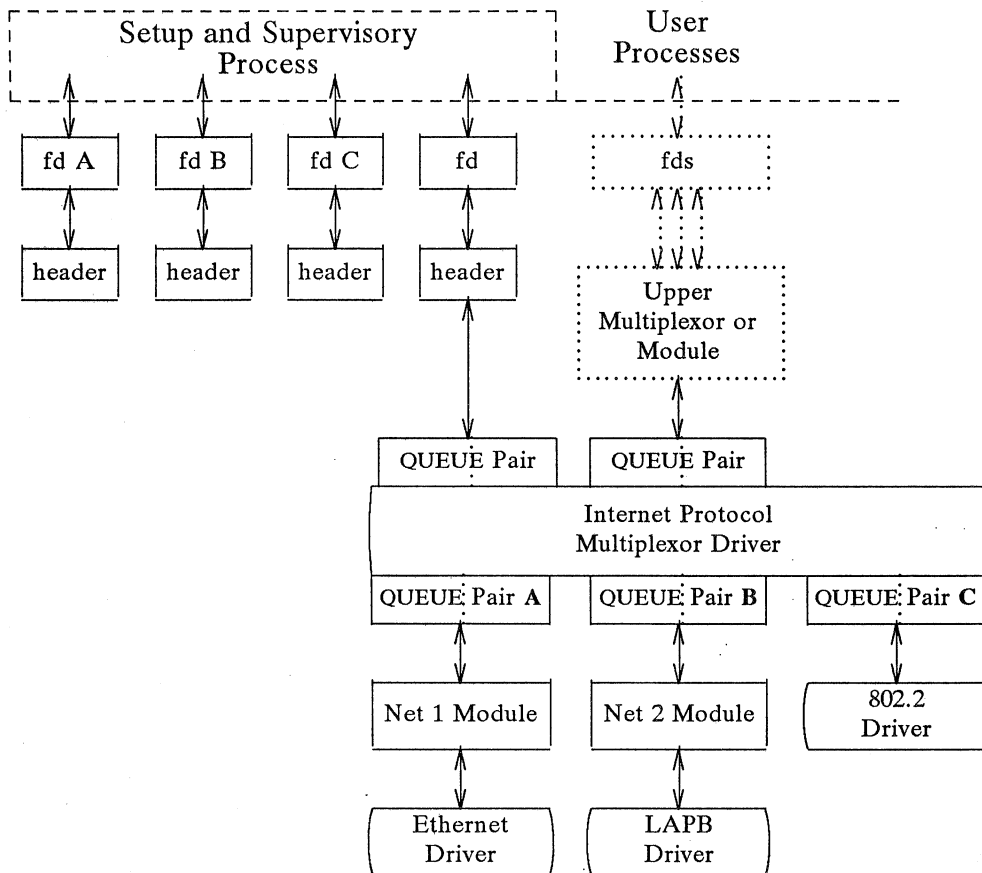 Setup and Supervisory
Process
User
Processes
fd A
fd B
fd C
fd
fds
header
header
header
header
Upper
Multiplexor or
Module
QUEUE Pair
QUEUE Pair
Internet Protocol
Multiplexor Driver
QUEUE Pair A
QUEUE Pair B
QUEUE Pair C
Net 1 Module
Net 2 Module
802.2
Driver
Ethernet
Driver
LAPB
Driver